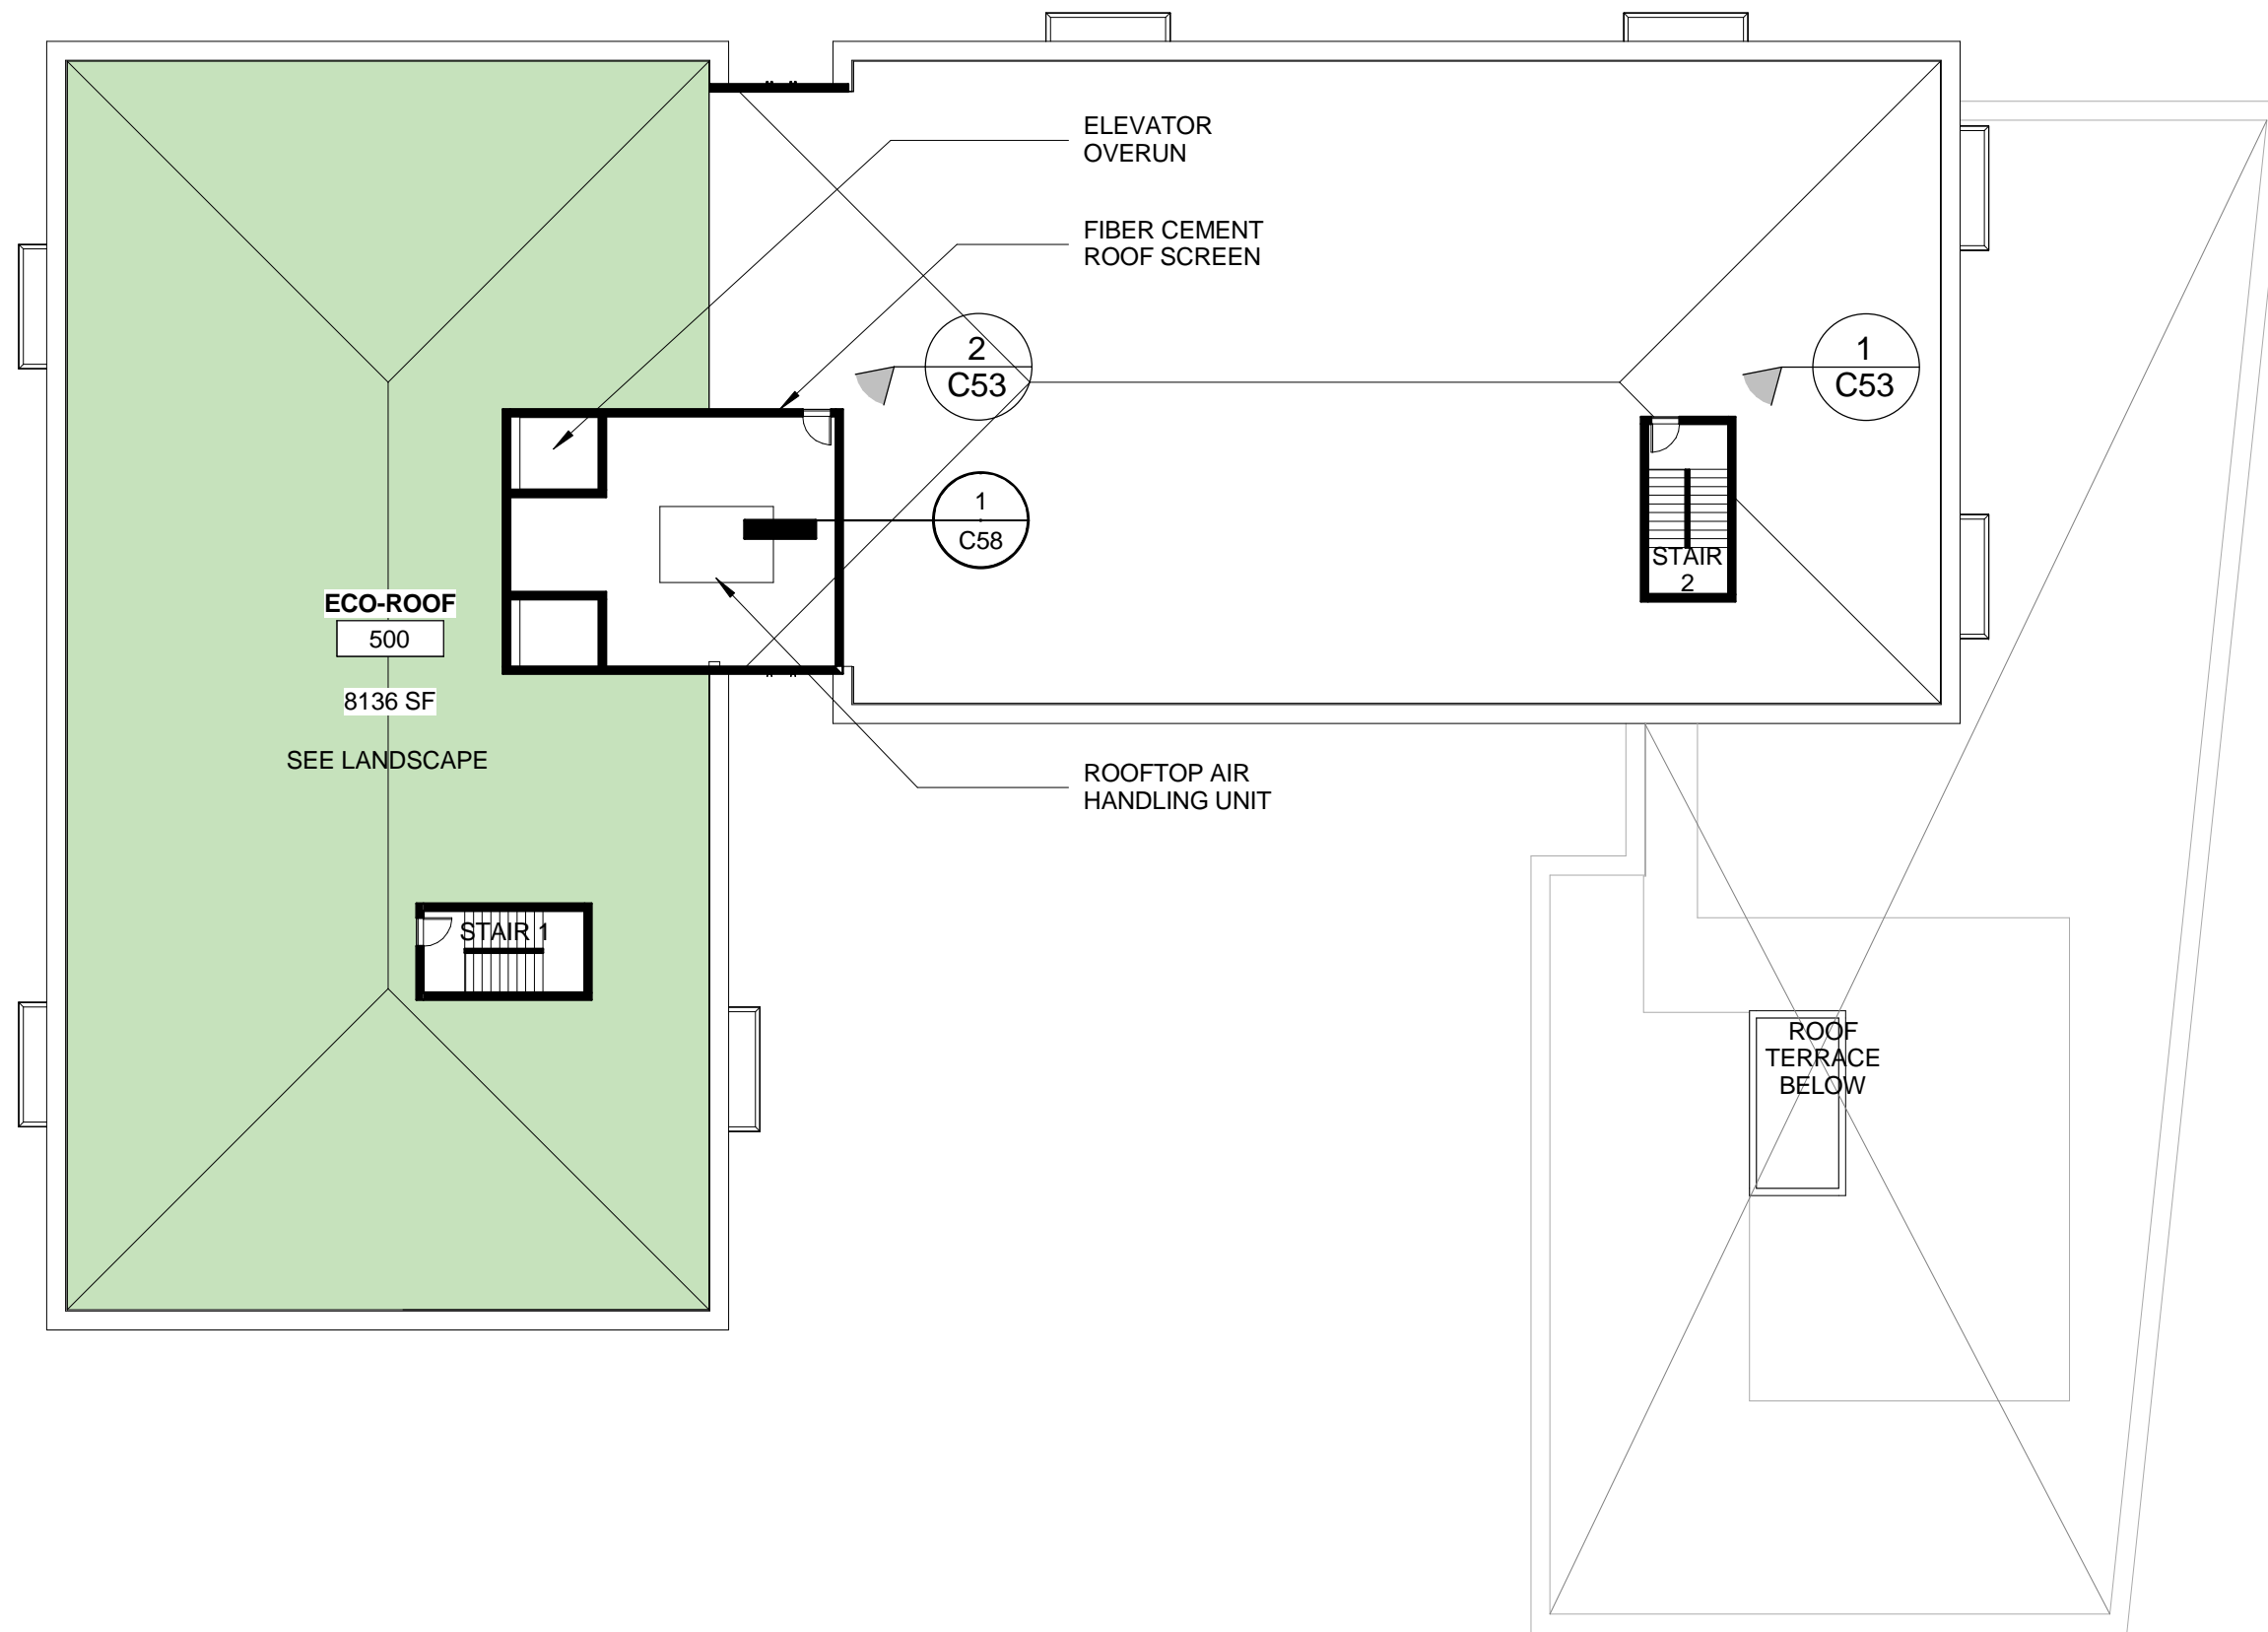 ELEVATOR
OVERUN
FIBER CEMENT
ROOF SCREEN
2
C53
1
C53
1
C58
STAIR
2
ECO-ROOF
500
8136 SF
SEE LANDSCAPE
ROOFTOP AIR
HANDLING UNIT
STAIR 1
ROOF
TERRACE
BELOW